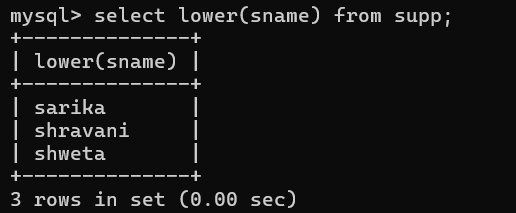 mysql> select lower(sname) from supp;
+--------------+
| lower(sname) |
+--------------+
| sarika       |
| shravani     |
| shweta       |
+--------------+
3 rows in set (0.00 sec)